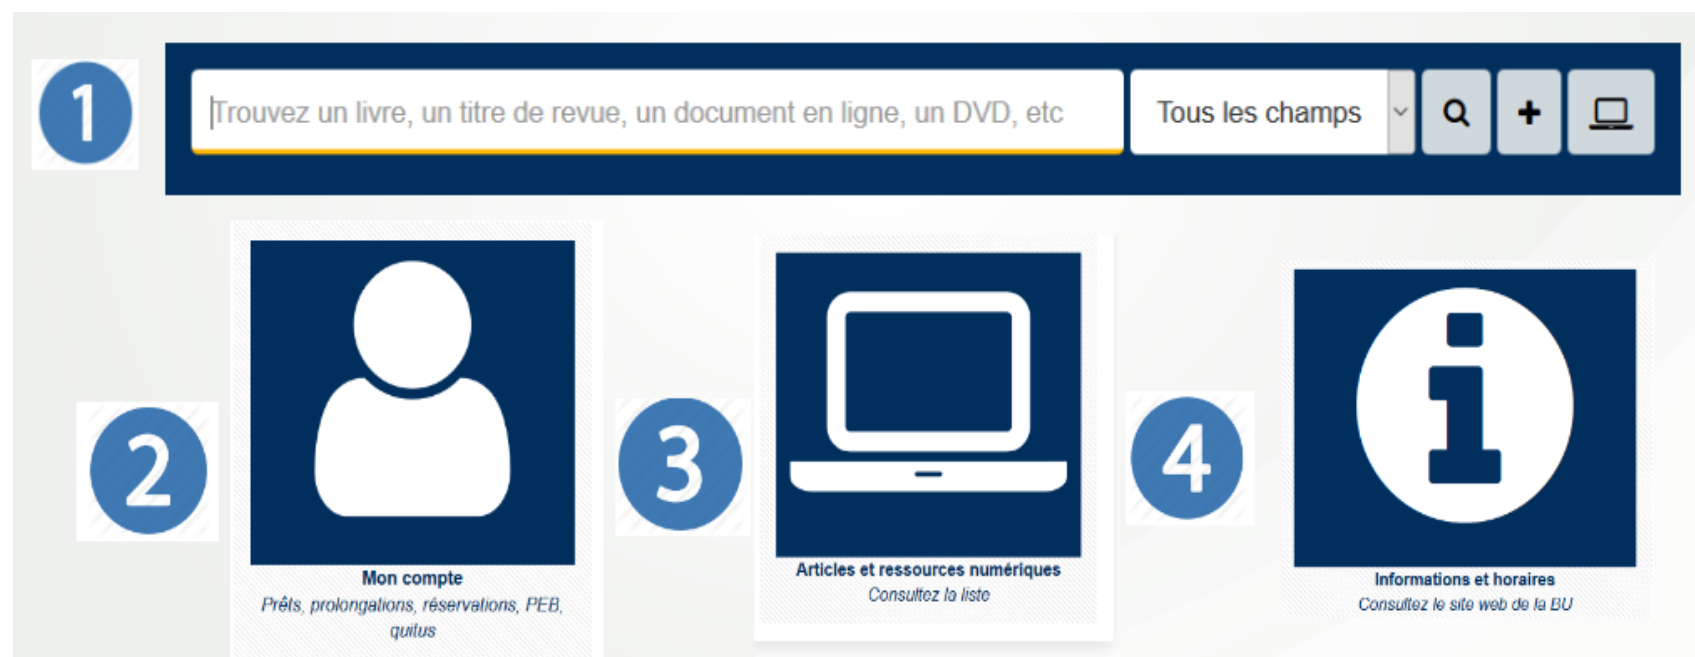 1
Trouvez un livre, un titre de revue, un document en ligne, un DVD, etc
Tous les champs
2
Mon compte
Prêts, prolongations, réservations, PEB,
quitus
3
Articles et ressources numériques
Consultez la liste
4
Informations et horaires
Consultez le site web de la BU